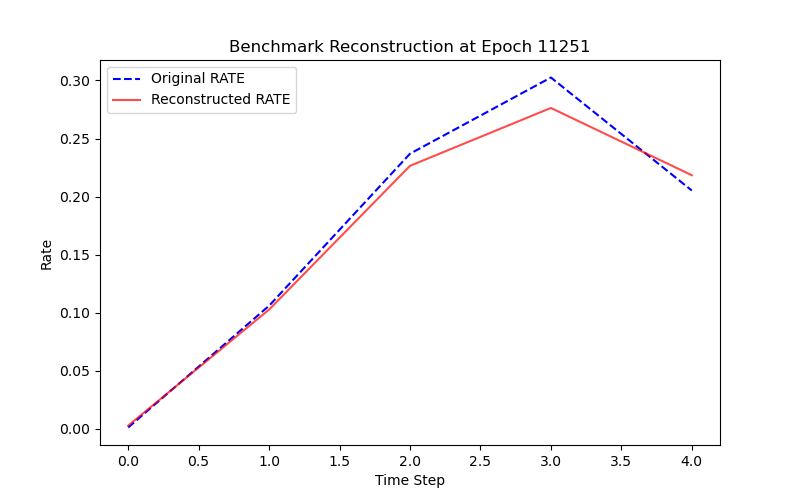 Benchmark Reconstruction at Epoch 11251
Original RATE
Reconstructed RATE
0.30
0.25
0.20
0.15
0.10
0.05
0.00
Rate
0.0 0.5 1.0 1.5 2.0 2.5 3.0 3.5 4.0
Time Step